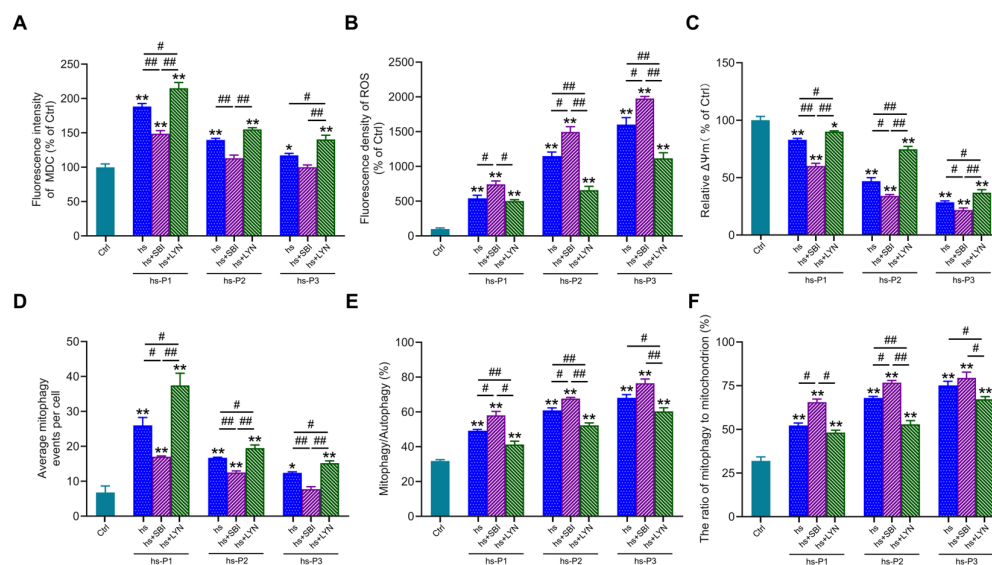 A
Fluorescence intensity
of MDC (% of Ctrl)
250
200
150
100
50
0
#
##
##
**
**
**
##
##
**
**
#
##
*
**
Ctrl
hs
hs+SBI
hs+LYN
hs
hs+SBI
hs+LYN
hs
hs+SBI
hs+LYN
hs-P1
hs-P2
hs-P3
B
Fluorescence density of ROS
(% of Ctrl)
2500
2000
1500
1000
500
0
#
#
**
**
**
##
#
##
**
**
**
##
#
##
**
**
**
Ctrl
hs
hs+SBI
hs+LYN
hs
hs+SBI
hs+LYN
hs
hs+SBI
hs+LYN
hs-P1
hs-P2
hs-P3
C
Relative ΔΨm ( % of Ctrl)
150
100
50
0
#
##
##
**
**
*
##
#
##
**
**
**
#
#
##
**
**
**
Ctrl
hs
hs+SBI
hs+LYN
hs
hs+SBI
hs+LYN
hs
hs+SBI
hs+LYN
hs-P1
hs-P2
hs-P3
D
Average mitophagy
events per cell
50
40
30
20
10
0
#
#
##
**
**
**
#
##
##
**
**
**
#
##
##
*
**
Ctrl
hs
hs+SBI
hs+LYN
hs
hs+SBI
hs+LYN
hs
hs+SBI
hs+LYN
hs-P1
hs-P2
hs-P3
E
Mitophagy/Autophagy (%)
100
80
60
40
20
0
##
#
#
**
**
**
##
#
##
**
**
**
#
##
**
**
**
Ctrl
hs
hs+SBI
hs+LYN
hs
hs+SBI
hs+LYN
hs
hs+SBI
hs+LYN
hs-P1
hs-P2
hs-P3
F
The ratio of mitophagy to mitochondrion (%)
100
75
50
25
0
#
#
**
**
**
##
#
##
**
**
**
#
#
**
**
**
Ctrl
hs
hs+SBI
hs+LYN
hs
hs+SBI
hs+LYN
hs
hs+SBI
hs+LYN
hs-P1
hs-P2
hs-P3